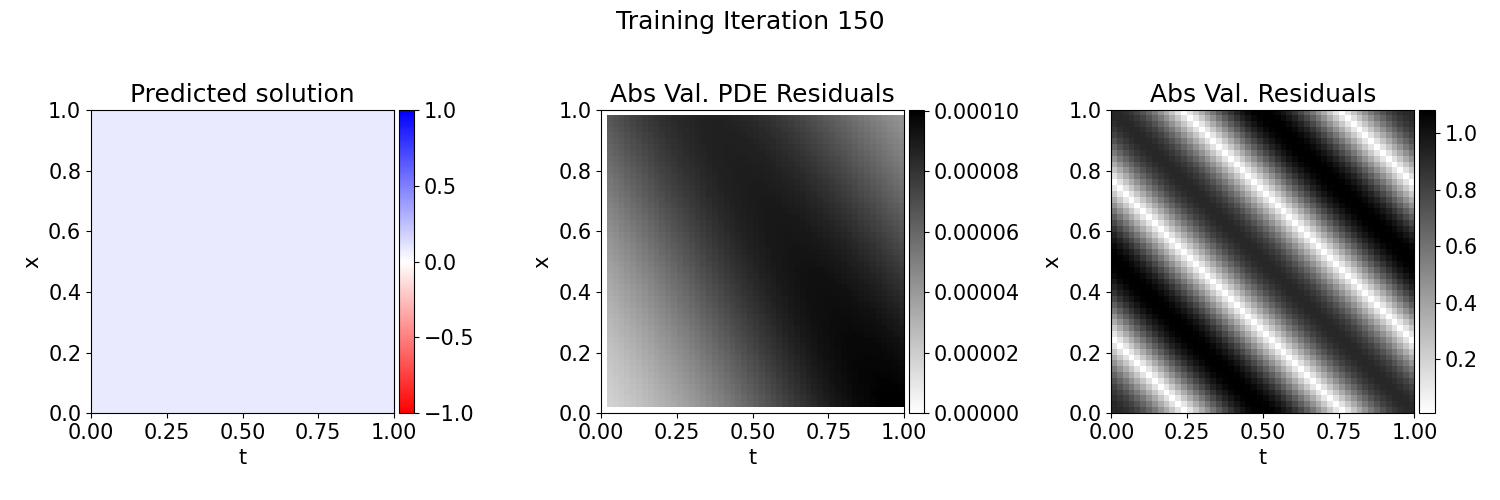 Training Iteration 150
Predicted solution
1.0
0.8
0.6
0.4
0.2
0.0
x
0.00 0.25 0.50 0.75 1.00
t
1.0
0.5
0.0
−0.5
−1.0
Abs Val. PDE Residuals
1.0
0.8
0.6
0.4
0.2
0.0
x
0.00 0.25 0.50 0.75 1.00
t
0.00010
0.00008
0.00006
0.00004
0.00002
0.00000
Abs Val. Residuals
1.0
0.8
0.6
0.4
0.2
0.0
x
0.00 0.25 0.50 0.75 1.00
t
1.0
0.8
0.6
0.4
0.2